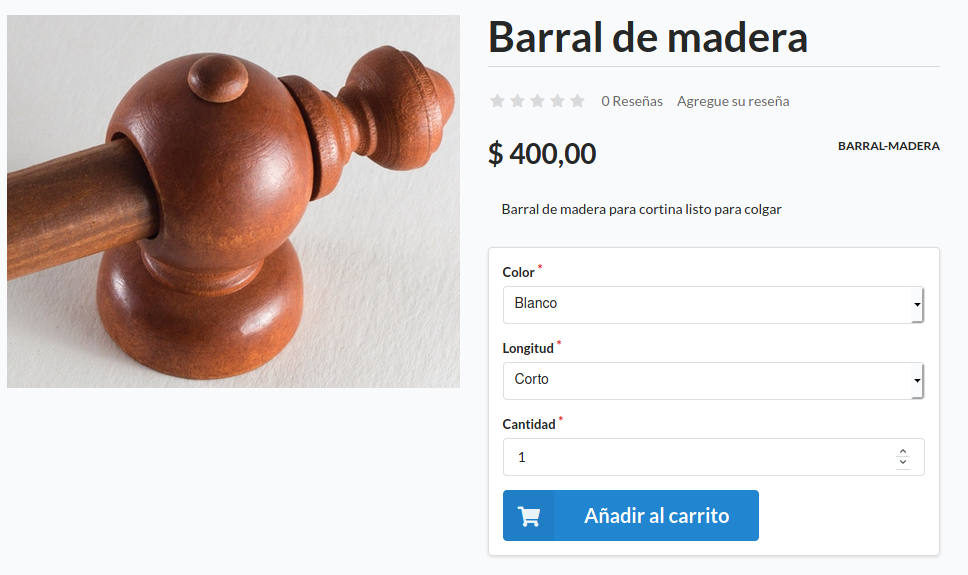 Barral de madera
0 Reseñas Agregue su reseña
$ 400,00 BARRAL-MADERA
Barral de madera para cortina listo para colgar
Color *
Blanco
Longitud *
Corto
Cantidad *
1
Añadir al carrito